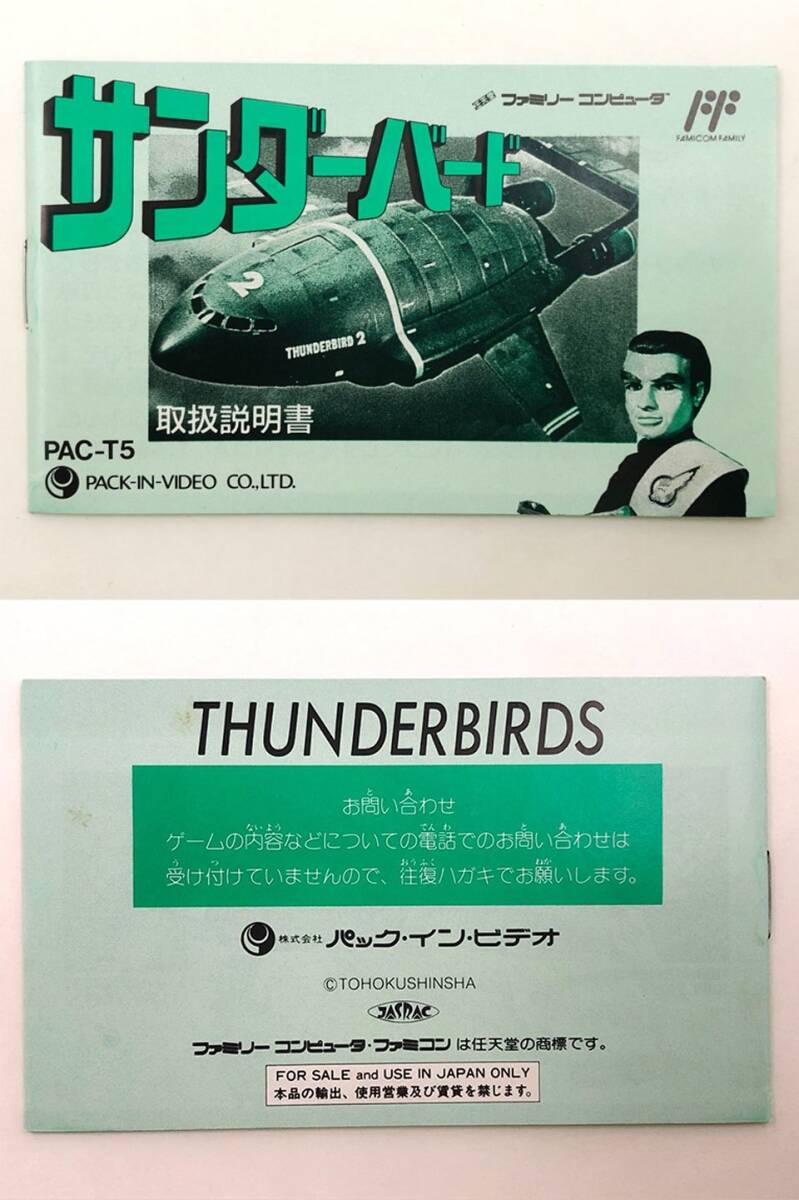 サンダーバード
ファミリー コンピュータ
FAMICOM FAMILY
2
THUNDERBIRD 2
取扱説明書
PAC-T5
PACK-IN-VIDEO CO.,LTD.
THUNDERBIRDS
お問い合わせ
ゲームの内容などについての電話でのお問い合わせは
受け付けていませんので、往復ハガキでお願いします。
株式会社 パック・イン・ビデオ
©TOHOKUSHINSHA
JASRAC
ファミリー コンピュータ・ファミコン は任天堂の商標です。
FOR SALE and USE IN JAPAN ONLY
本品の輸出、使用営業及び賃貸を禁じます。